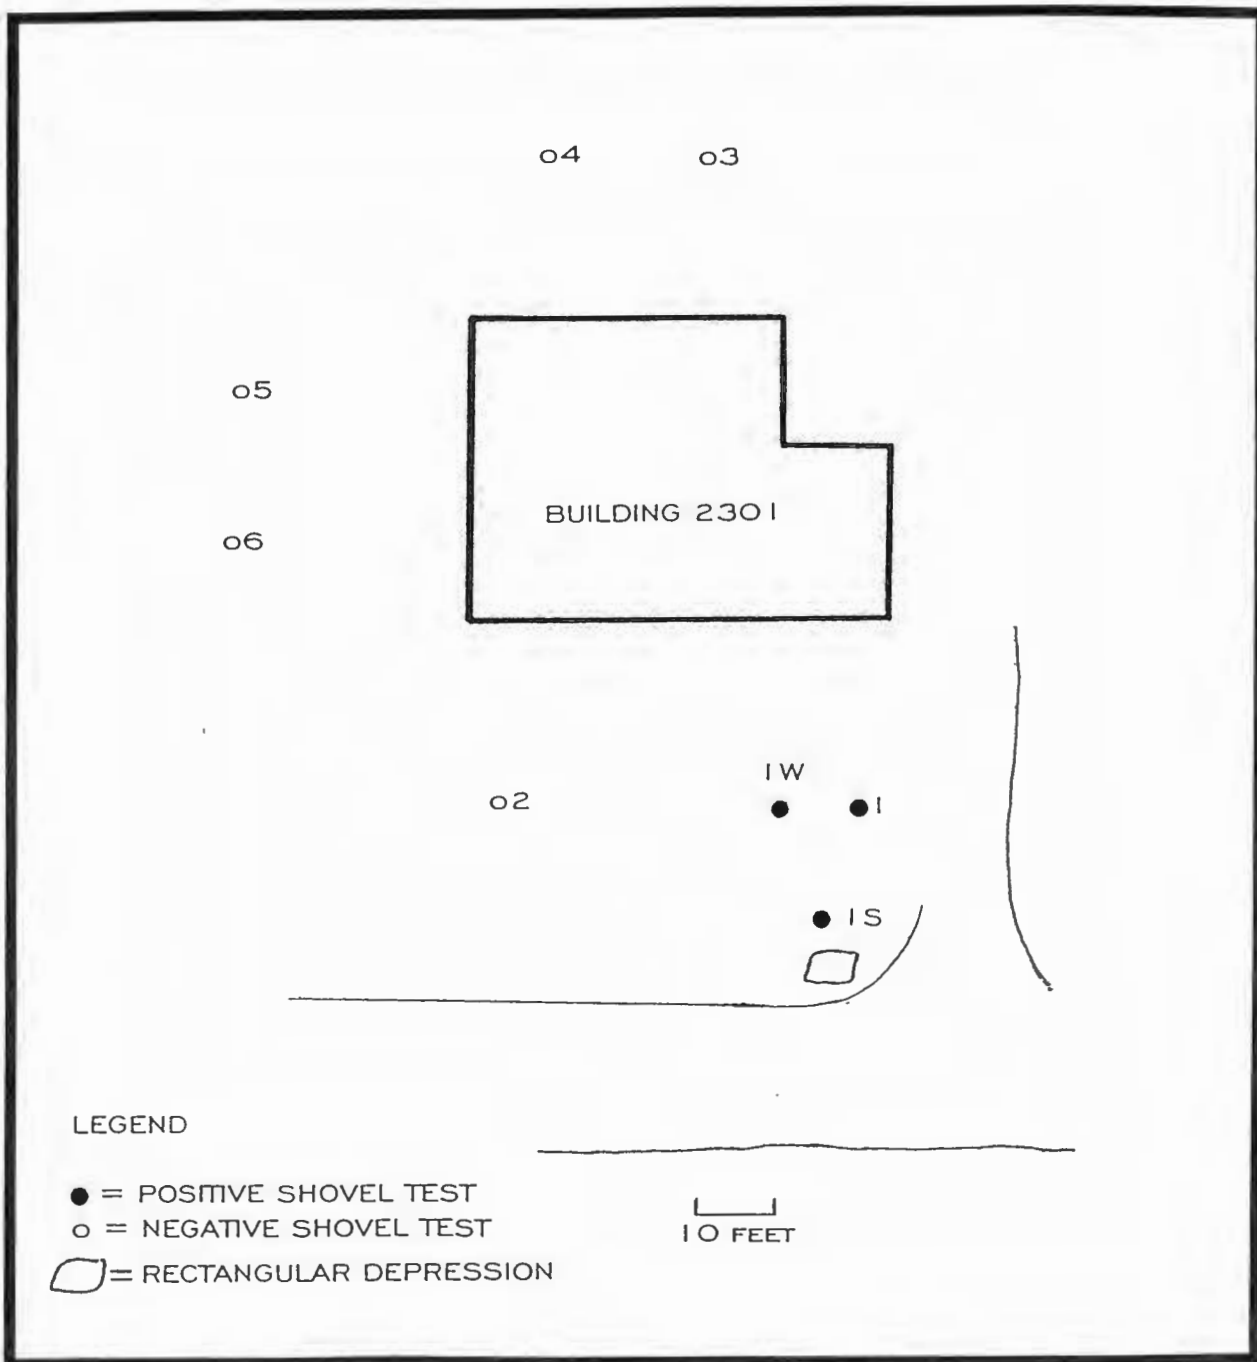 o4 o3
o5
BUILDING 2301
o6
1W
o2 ● 1
● 1S
LEGEND
● = POSITIVE SHOVEL TEST
o = NEGATIVE SHOVEL TEST
10 FEET
= RECTANGULAR DEPRESSION